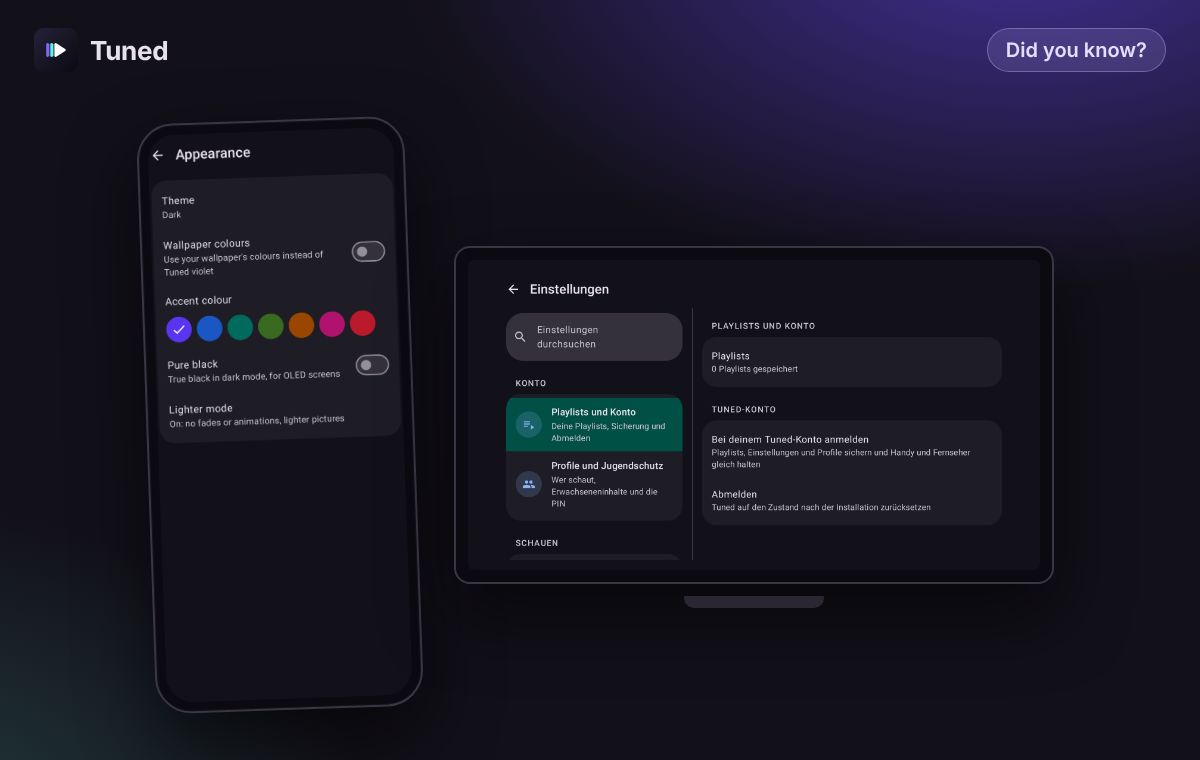 Tuned
Did you know?
Appearance
Theme
Dark
Wallpaper colours
Use your wallpaper's colours instead of
Tuned violet
Accent colour
Pure black
True black in dark mode, for OLED screens
Lighter mode
On: no fades or animations, lighter pictures
Einstellungen
Einstellungen
durchsuchen
KONTO
Playlists und Konto
Deine Playlists, Sicherung und
Abmelden
Profile und Jugendschutz
Wer schaut,
Erwachseneninhalte und die
PIN
SCHAUEN
PLAYLISTS UND KONTO
Playlists
0 Playlists gespeichert
TUNED-KONTO
Bei deinem Tuned-Konto anmelden
Playlists, Einstellungen und Profile sichern und Handy und Fernseher
gleich halten
Abmelden
Tuned auf den Zustand nach der Installation zurücksetzen